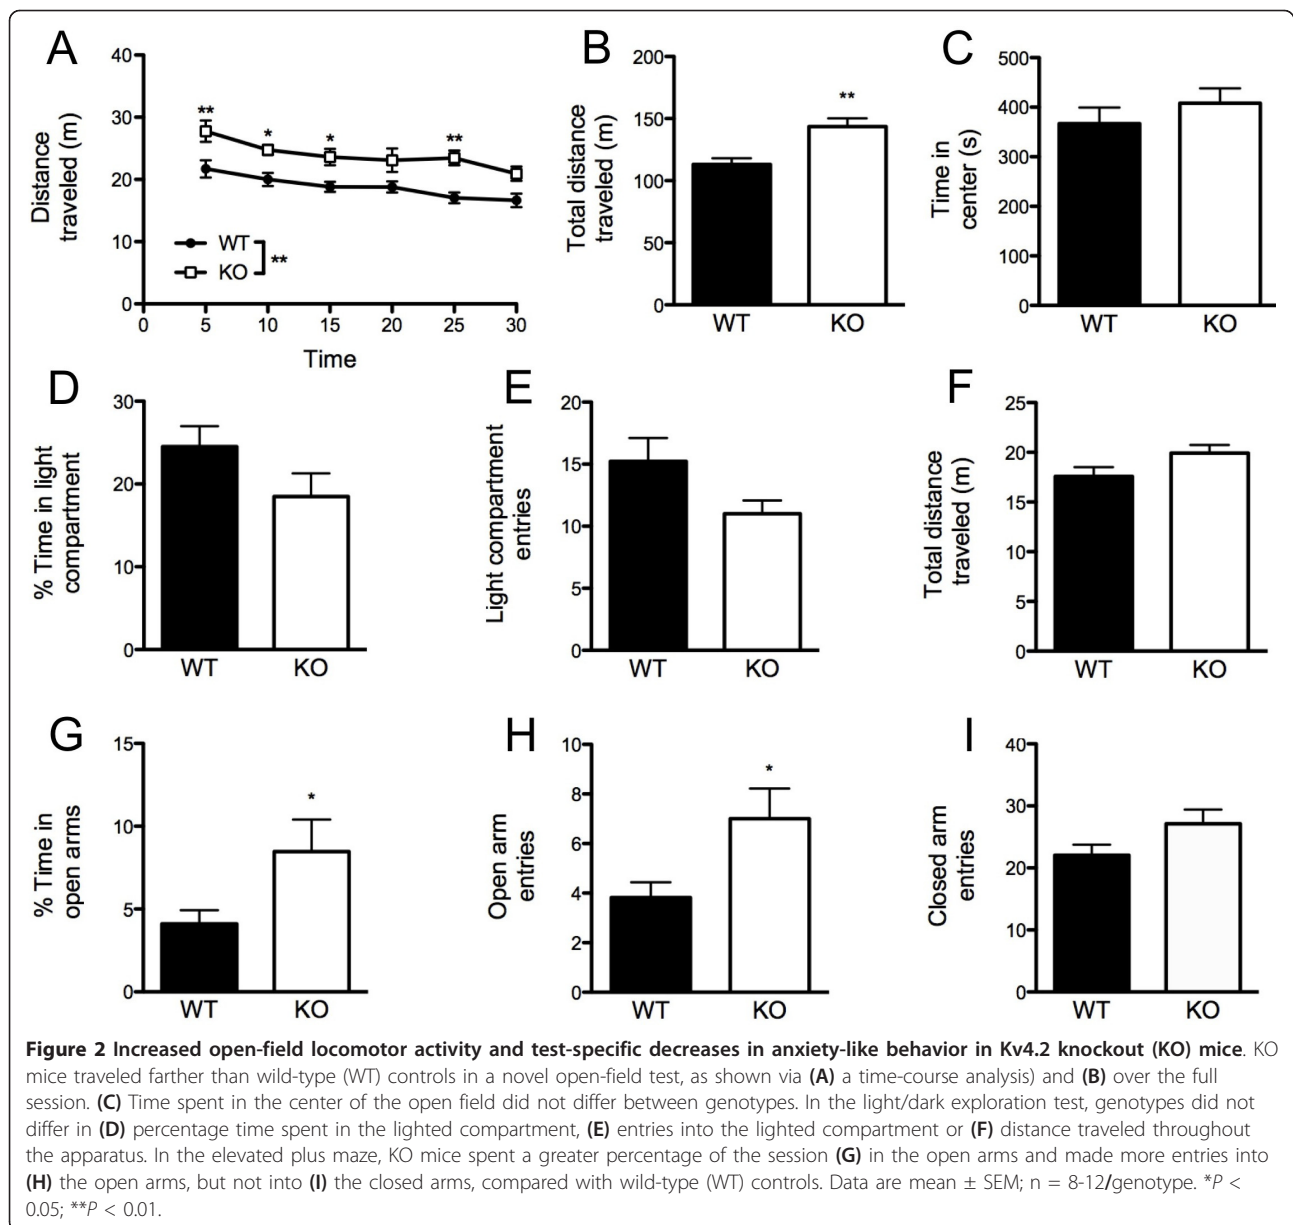 A
40
30
20
10
0
Distance
traveled (m)
** * * **
WT
KO
**
0 5 10 15 20 25 30
Time
B
200
150
100
50
0
Total distance
traveled (m)
**
WT KO
C
500
400
300
200
100
0
Time in
center (s)
WT KO
D
30
20
10
0
% Time in light
compartment
WT KO
E
20
15
10
5
0
Light compartment
entries
WT KO
F
25
20
15
10
5
0
Total distance
traveled (m)
WT KO
G
15
10
5
0
% Time in
open arms
*
WT KO
H
10
8
6
4
2
0
Open arm
entries
*
WT KO
I
40
30
20
10
0
Closed arm
entries
WT KO
Figure 2 Increased open-field locomotor activity and test-specific decreases in anxiety-like behavior in Kv4.2 knockout (KO) mice. KO
mice traveled farther than wild-type (WT) controls in a novel open-field test, as shown via (A) a time-course analysis) and (B) over the full
session. (C) Time spent in the center of the open field did not differ between genotypes. In the light/dark exploration test, genotypes did not
differ in (D) percentage time spent in the lighted compartment, (E) entries into the lighted compartment or (F) distance traveled throughout
the apparatus. In the elevated plus maze, KO mice spent a greater percentage of the session (G) in the open arms and made more entries into
(H) the open arms, but not into (I) the closed arms, compared with wild-type (WT) controls. Data are mean ± SEM; n = 8-12/genotype. *P <
0.05; **P < 0.01.